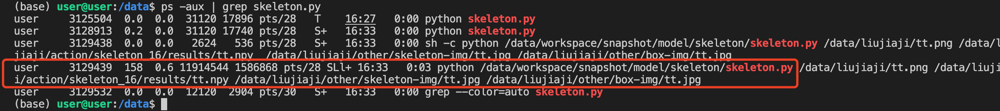 (base) user@user:/data$ ps -aux | grep skeleton.py
user     3125504  0.0  0.0  31120 17896 pts/28   T    16:27   0:00 python skeleton.py
user     3128913  0.2  0.0  31120 17740 pts/28   S+   16:33   0:00 python skeleton.py
user     3129438  0.0  0.0   2624   536 pts/28   S+   16:33   0:00 sh -c python /data/workspace/snapshot/model/skeleton/skeleton.py /data/liujiaji/tt.png /data/l
jiaji/action/skeleton_16/results/tt.npy  /data/liujiaji/other/skeleton-img/tt.jpg /data/liujiaji/other/box-img/tt.jpg
user     3129439  158  0.6 11914544 1586868 pts/28 SLl+ 16:33   0:03 python /data/workspace/snapshot/model/skeleton/skeleton.py /data/liujiaji/tt.png /data/liuji
i/action/skeleton_16/results/tt.npy /data/liujiaji/other/skeleton-img/tt.jpg /data/liujiaji/other/box-img/tt.jpg
user     3129532  0.0  0.0  12120  2904 pts/30   S+   16:33   0:00 grep --color=auto skeleton.py
(base) user@user:/data$